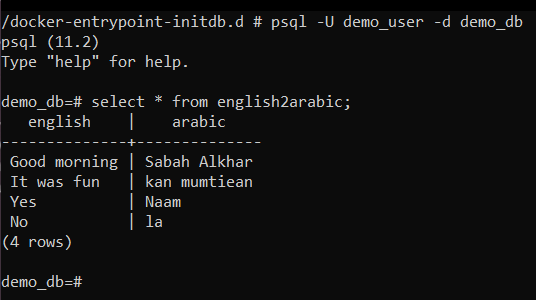 /docker-entrypoint-initdb.d # psql -U demo_user -d demo_db
psql (11.2)
Type "help" for help.
demo_db=# select * from english2arabic;
   english    |    arabic
--------------+--------------
 Good morning | Sabah Alkhar
 It was fun   | kan mumtiean
 Yes          | Naam
 No           | la
(4 rows)
demo_db=#